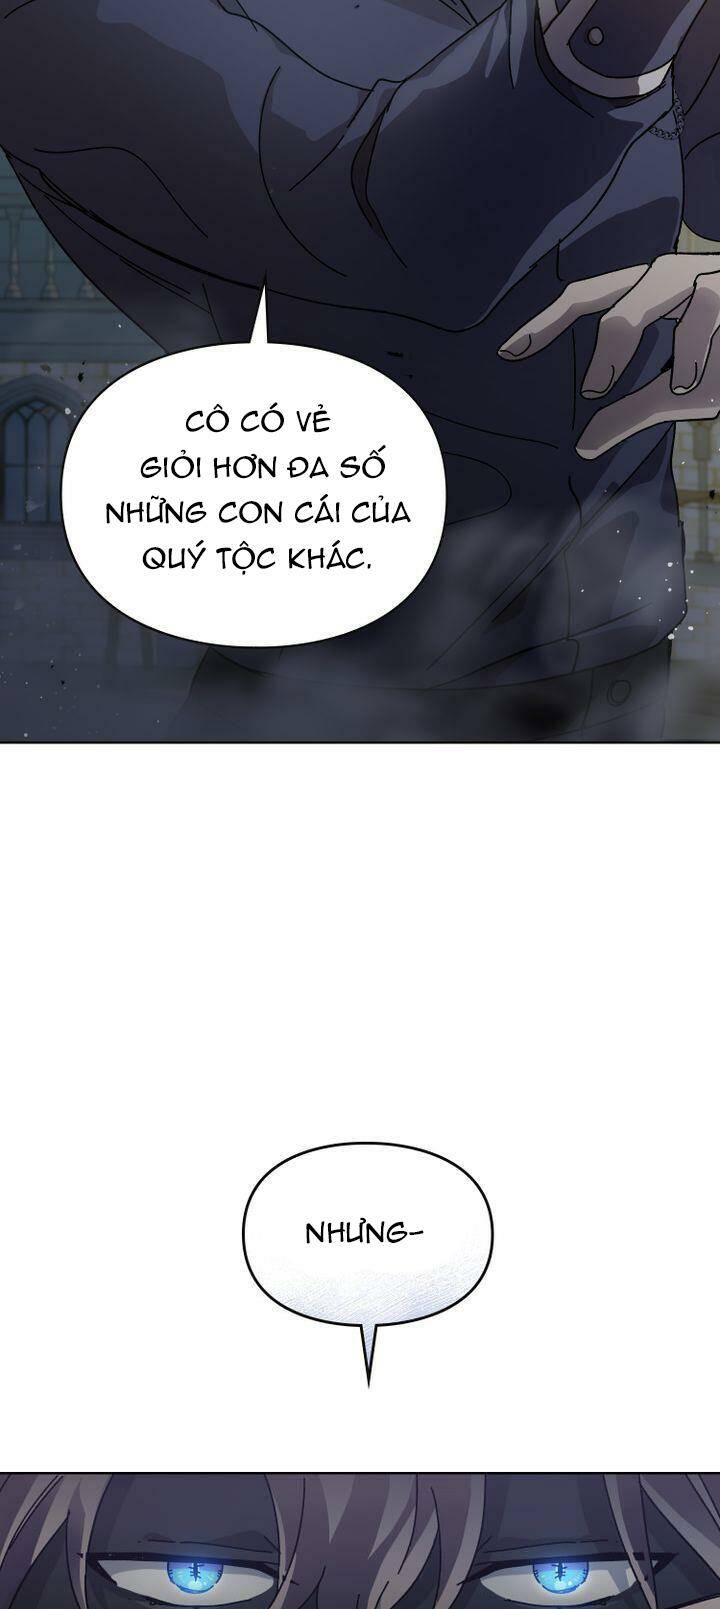 CÔ CÓ VẺ
GIỎI HƠN ĐA SỐ
NHỮNG CON CÁI CỦA
QUÝ TỘC KHÁC.
NHƯNG-